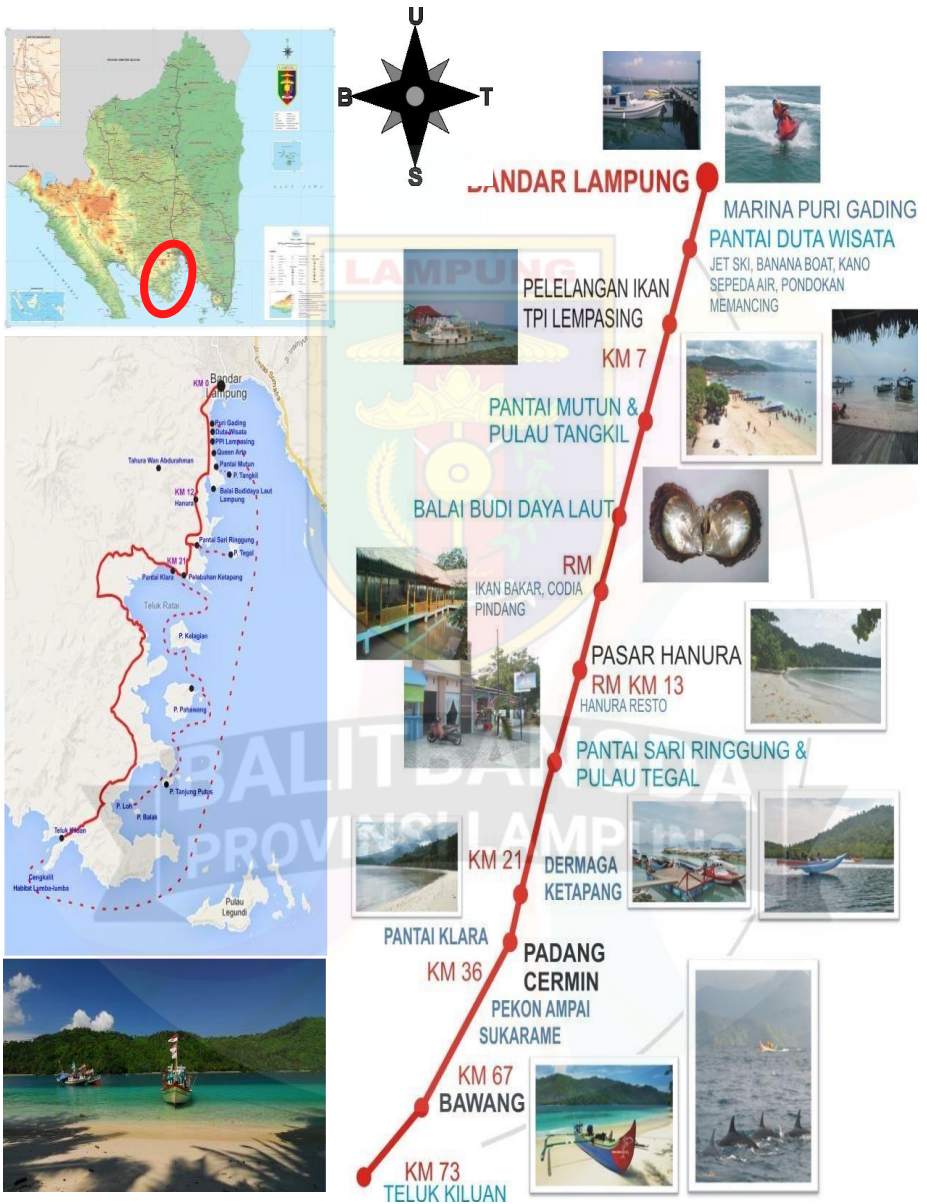 U
B
T
S
LAMPUNG
BANDAR LAMPUNG
MARINA PURI GADING
PANTAI DUTA WISATA
JET SKI, BANANA BOAT, KANO
SEPEDA AIR, PONDOKAN
MEMANCING
LAMPUNG
PELELANGAN IKAN
TPI LEMPASING
KM 7
PANTAI MUTUN &
PULAU TANGKIL
BALAI BUDI DAYA LAUT
RM
IKAN BAKAR, CODIA
PINDANG
PASAR HANURA
RM KM 13
HANURA RESTO
PANTAI SARI RINGGUNG &
PULAU TEGAL
KM 21
DERMAGA
KETAPANG
PANTAI KLARA
KM 36
PADANG
CERMIN
PEKON AMPAI
SUKARAME
KM 67
BAWANG
KM 73
TELUK KILUAN
BALITBANGDA
PROVINSI LAMPUNG
KM 0
Bandar
Lampung
Puri Gading
Duta Wisata
PPI Lempasing
Queen Arto
Pantai Mutun
P. Tangkil
Tahura Wan Abdurahman
Balai Budidaya Laut
Lampung
KM 12
Hanura
Pantai Sari Ringgung
P. Tegal
KM 21
Pantai Klara
Pelabuhan Ketapang
Teluk Ratai
P. Kelagian
P. Pahawang
P. Tanjung Putus
P. Loh
P. Balak
Teluk Kiluan
Cengkalit
Habitat Lumba-lumba
Pulau
Legundi